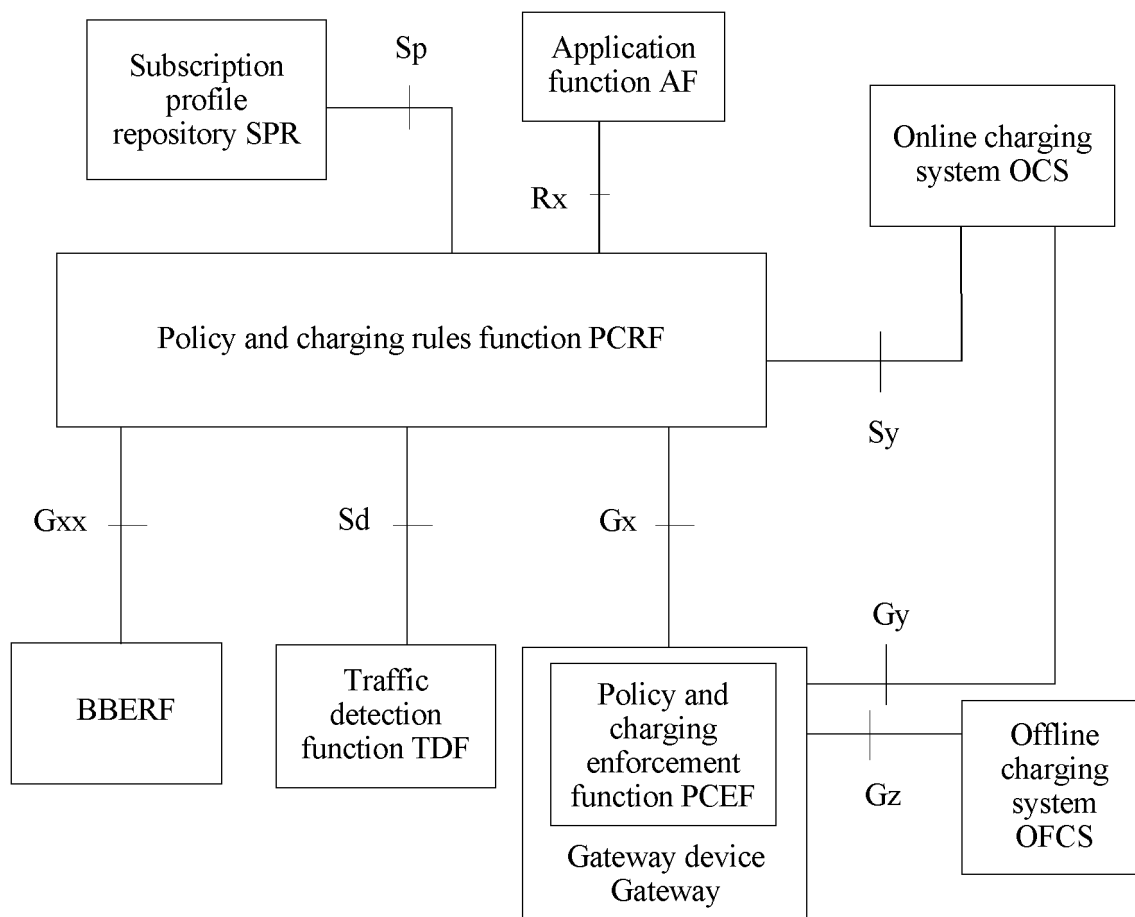 Subscription
profile
repository SPR
Sp
Application
function AF
Online charging
system OCS
Rx
Policy and charging rules function PCRF
Sy
Gxx
Sd
Gx
Gy
BBERF
Traffic
detection
function TDF
Policy and
charging
enforcement
function PCEF
Gateway device
Gateway
Gz
Offline
charging
system
OFCS